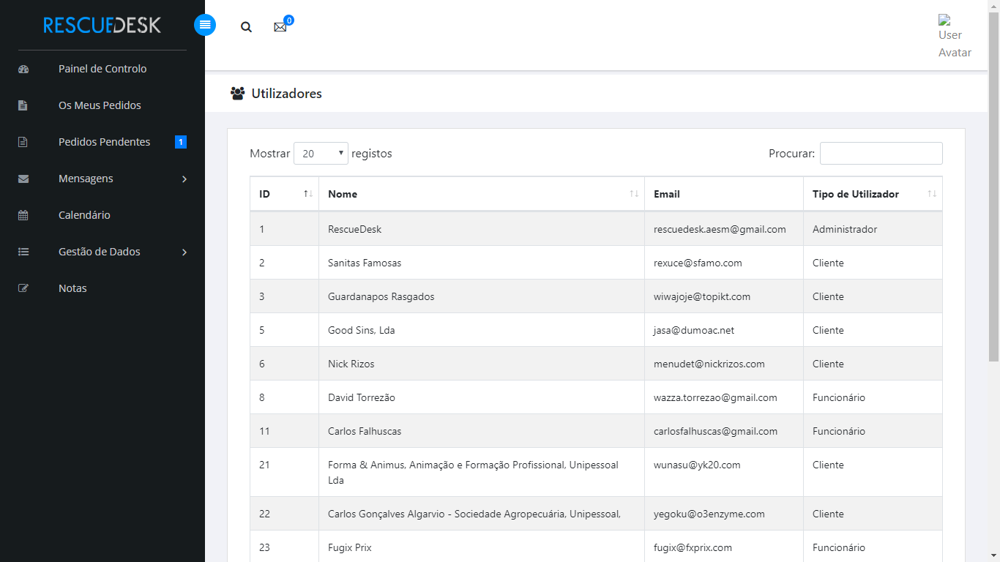 RESCUEDESK
0
User
Avatar
Painel de Controlo
Os Meus Pedidos
Pedidos Pendentes 1
Mensagens
Calendário
Gestão de Dados
Notas
Utilizadores
Mostrar 20 registos Procurar:
ID Nome Email Tipo de Utilizador
1 RescueDesk rescuedesk.aesm@gmail.com Administrador
2 Sanitas Famosas rexuce@sfamo.com Cliente
3 Guardanapos Rasgados wiwajoje@topikt.com Cliente
5 Good Sins, Lda jasa@dumoac.net Cliente
6 Nick Rizos menudet@nickrizos.com Cliente
8 David Torrezão wazza.torrezao@gmail.com Funcionário
11 Carlos Falhuscas carlosfalhuscas@gmail.com Funcionário
21 Forma & Animus, Animação e Formação Profissional, Unipessoal wunasu@yk20.com Cliente
Lda
22 Carlos Gonçalves Algarvio - Sociedade Agropecuária, Unipessoal, yegoku@o3enzyme.com Cliente
23 Fugix Prix fugix@fxprix.com Funcionário